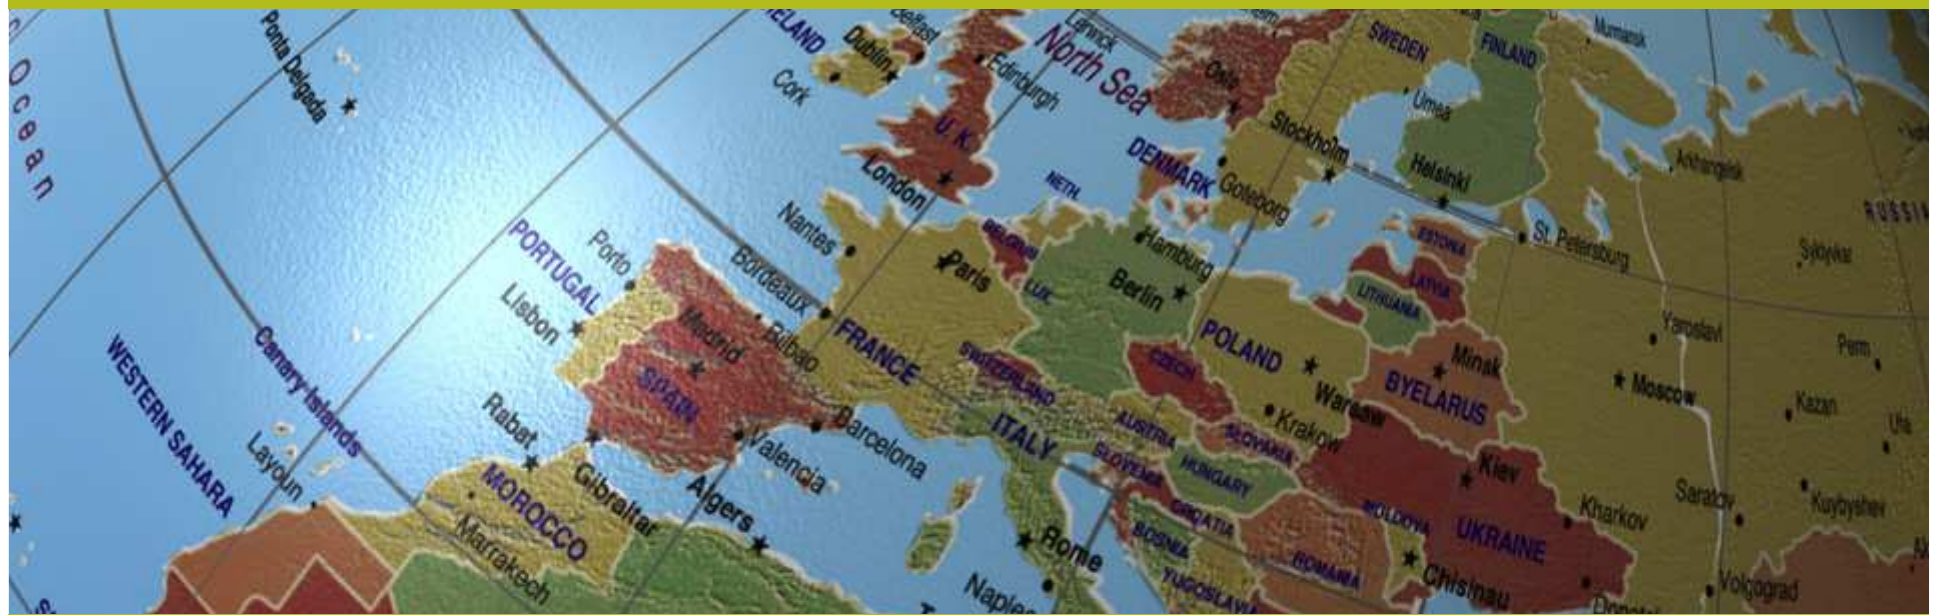 Ocean
Ponta Delgada
IRELAND
Belfast
Dublin
Cork
Edinburgh
Lerwick
North Sea
U.K.
London
Oslo
SWEDEN
FINLAND
Murmansk
Umea
Stockholm
Helsinki
Goteborg
DENMARK
NETH.
Arkhangelsk
RUSSIA
St. Petersburg
ESTONIA
LATVIA
LITHUANIA
Syktyvkar
Nantes
Paris
BELGIUM
LUX.
Hamburg
Berlin
Porto
PORTUGAL
Lisbon
Bordeaux
Bilbao
Madrid
SPAIN
FRANCE
SWITZERLAND
CZECH
POLAND
Warsaw
Krakow
Minsk
BYELARUS
Moscow
Yaroslavl
Perm
Kazan
Ufa
WESTERN SAHARA
Canary Islands
Layoun
Rabat
MOROCCO
Marrakech
Gibraltar
Algers
Valencia
Barcelona
ITALY
AUSTRIA
SLOVENIA
SLOVAKIA
HUNGARY
CROATIA
BOSNIA
YUGOSLAVIA
ROMANIA
MOLDOVA
Chisinau
UKRAINE
Kiev
Kharkov
Saratov
Kuybyshev
Volgograd
Rome